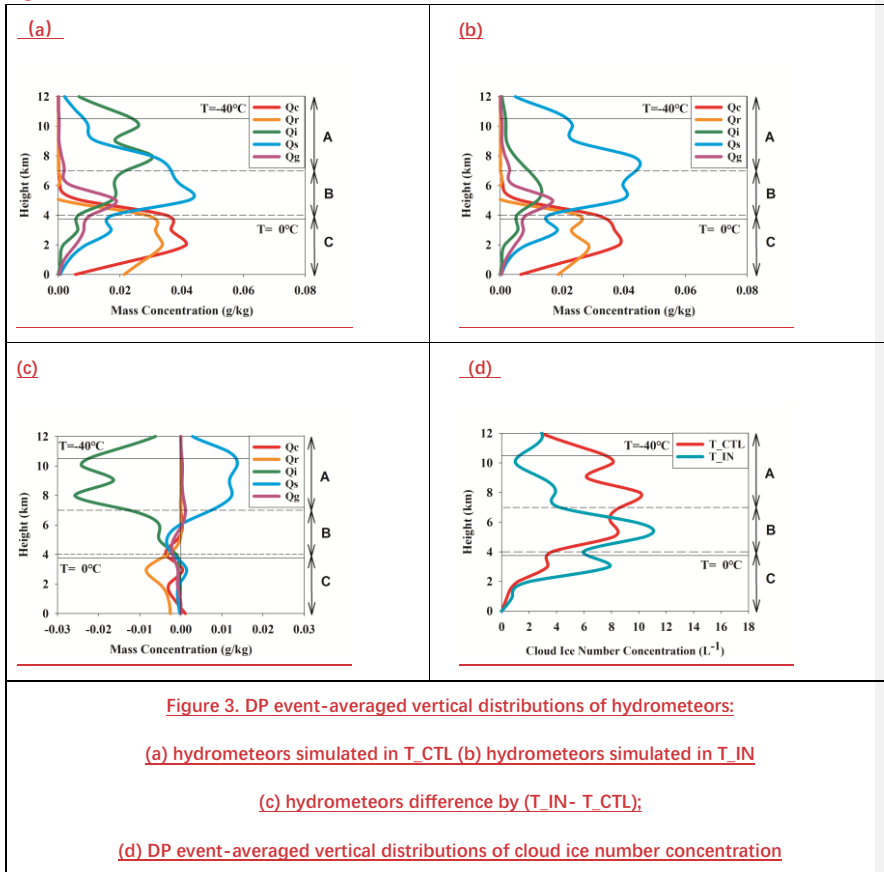 (a)
12
10
8
6
4
2
0
Height (km)
T=-40°C
T= 0°C
Qc
Qr
Qi
Qs
Qg
A
B
C
0.00 0.02 0.04 0.06 0.08
Mass Concentration (g/kg)
(b)
12
10
8
6
4
2
0
Height (km)
T=-40°C
T= 0°C
Qc
Qr
Qi
Qs
Qg
A
B
C
0.00 0.02 0.04 0.06 0.08
Mass Concentration (g/kg)
(c)
12
10
8
6
4
2
0
Height (km)
T=-40°C
T= 0°C
Qc
Qr
Qi
Qs
Qg
A
B
C
-0.03 -0.02 -0.01 0.00 0.01 0.02 0.03
Mass Concentration (g/kg)
(d)
12
10
8
6
4
2
0
Height (km)
T=-40°C
T= 0°C
T_CTL
T_IN
A
B
C
0 2 4 6 8 10 12 14 16 18
Cloud Ice Number Concentration (L⁻¹)
Figure 3. DP event-averaged vertical distributions of hydrometeors:
(a) hydrometeors simulated in T_CTL (b) hydrometeors simulated in T_IN
(c) hydrometeors difference by (T_IN- T_CTL);
(d) DP event-averaged vertical distributions of cloud ice number concentration